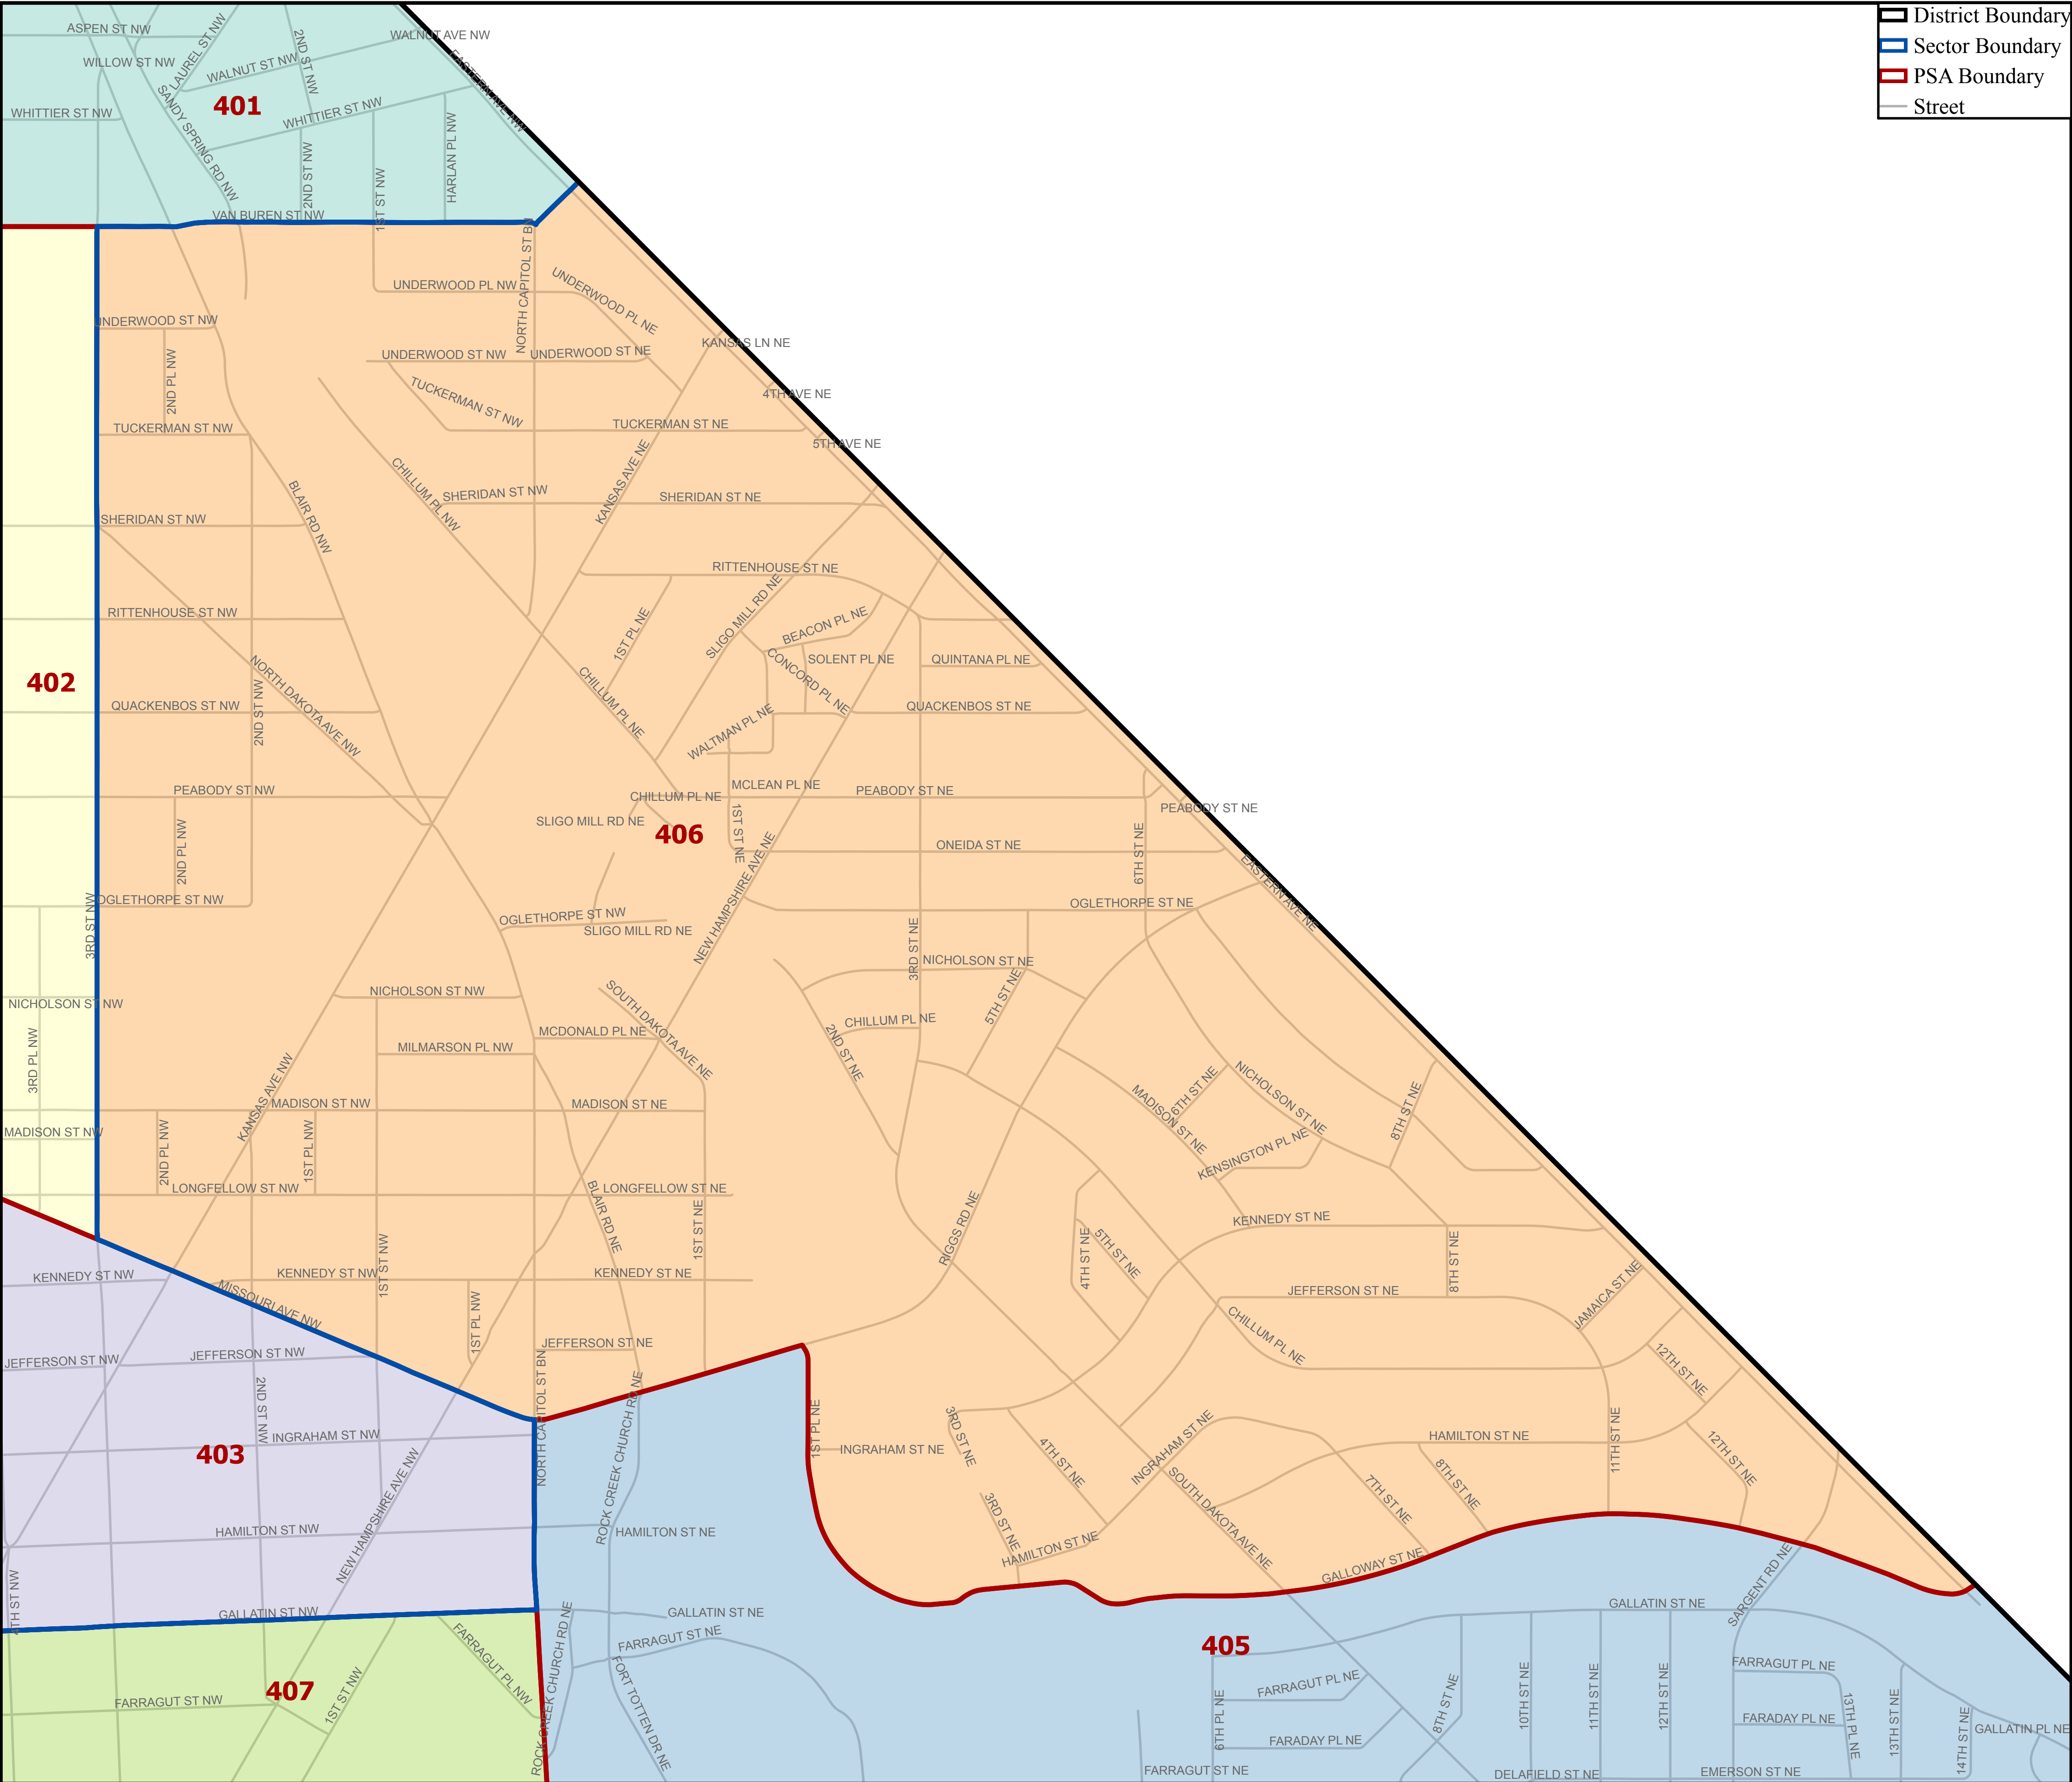 District Boundary
Sector Boundary
PSA Boundary
Street
ASPEN ST NW
WILLOW ST NW
LAUREL ST NW
2ND ST NW
WALNUT AVE NW
WALNUT ST NW
EASTERN AVE NW
401
WHITTIER ST NW
SANDY SPRING RD NW
WHITTIER ST NW
2ND ST NW
1ST ST NW
HARLAN PL NW
VAN BUREN ST NW
NORTH CAPITOL ST BN
UNDERWOOD PL NW
UNDERWOOD PL NE
UNDERWOOD ST NW
UNDERWOOD ST NW
UNDERWOOD ST NE
KANSAS LN NE
2ND PL NW
TUCKERMAN ST NW
4TH AVE NE
TUCKERMAN ST NW
TUCKERMAN ST NE
5TH AVE NE
CHILLUM PL NW
KANSAS AVE NE
BLAIR RD NW
SHERIDAN ST NW
SHERIDAN ST NE
SHERIDAN ST NW
RITTENHOUSE ST NE
RITTENHOUSE ST NW
1ST PL NE
SLIGO MILL RD NE
BEACON PL NE
SOLENT PL NE
CONCORD PL NE
QUINTANA PL NE
402
NORTH DAKOTA AVE NW
2ND ST NW
CHILLUM PL NE
QUACKENBOS ST NW
QUACKENBOS ST NE
WALTMAN PL NE
PEABODY ST NW
CHILLUM PL NE
MCLEAN PL NE
PEABODY ST NE
PEABODY ST NE
SLIGO MILL RD NE
406
1ST ST NE
2ND PL NW
ONEIDA ST NE
6TH ST NE
EASTERN AVE NE
NEW HAMPSHIRE AVE NE
OGLETHORPE ST NW
3RD ST NW
OGLETHORPE ST NW
SLIGO MILL RD NE
OGLETHORPE ST NE
3RD ST NE
NICHOLSON ST NE
NICHOLSON ST NW
NICHOLSON ST NW
SOUTH DAKOTA AVE NE
5TH ST NE
3RD PL NW
MCDONALD PL NE
CHILLUM PL NE
2ND ST NE
MILMARSON PL NW
KANSAS AVE NW
6TH ST NE
NICHOLSON ST NE
MADISON ST NE
8TH ST NE
MADISON ST NW
MADISON ST NE
MADISON ST NW
2ND PL NW
1ST PL NW
KENSINGTON PL NE
LONGFELLOW ST NW
LONGFELLOW ST NE
BLAIR RD NE
1ST ST NE
RIGGS RD NE
KENNEDY ST NE
4TH ST NE
5TH ST NE
8TH ST NE
1ST ST NW
KENNEDY ST NW
KENNEDY ST NW
KENNEDY ST NE
MISSOURI AVE NW
1ST PL NW
JEFFERSON ST NE
JAMAICA ST NE
CHILLUM PL NE
JEFFERSON ST NE
JEFFERSON ST NW
JEFFERSON ST NW
12TH ST NE
2ND ST NW
NORTH CAPITOL ST BN
ROCK CREEK CHURCH RD NE
1ST PL NE
INGRAHAM ST NE
3RD ST NE
4TH ST NE
INGRAHAM ST NE
HAMILTON ST NE
11TH ST NE
12TH ST NE
INGRAHAM ST NW
403
NEW HAMPSHIRE AVE NW
SOUTH DAKOTA AVE NE
7TH ST NE
8TH ST NE
3RD ST NE
HAMILTON ST NW
HAMILTON ST NE
HAMILTON ST NE
GALLOWAY ST NE
SARGENT RD NE
4TH ST NW
GALLATIN ST NW
GALLATIN ST NE
GALLATIN ST NE
FARRAGUT ST NE
405
FARRAGUT PL NW
ROCK CREEK CHURCH RD NE
FORT TOTTEN DR NE
407
1ST ST NW
FARRAGUT ST NW
FARRAGUT PL NE
FARRAGUT PL NE
6TH PL NE
8TH ST NE
10TH ST NE
11TH ST NE
12TH ST NE
FARADAY PL NE
13TH PL NE
13TH ST NE
14TH ST NE
GALLATIN PL NE
FARADAY PL NE
FARRAGUT ST NE
DELAFIELD ST NE
EMERSON ST NE